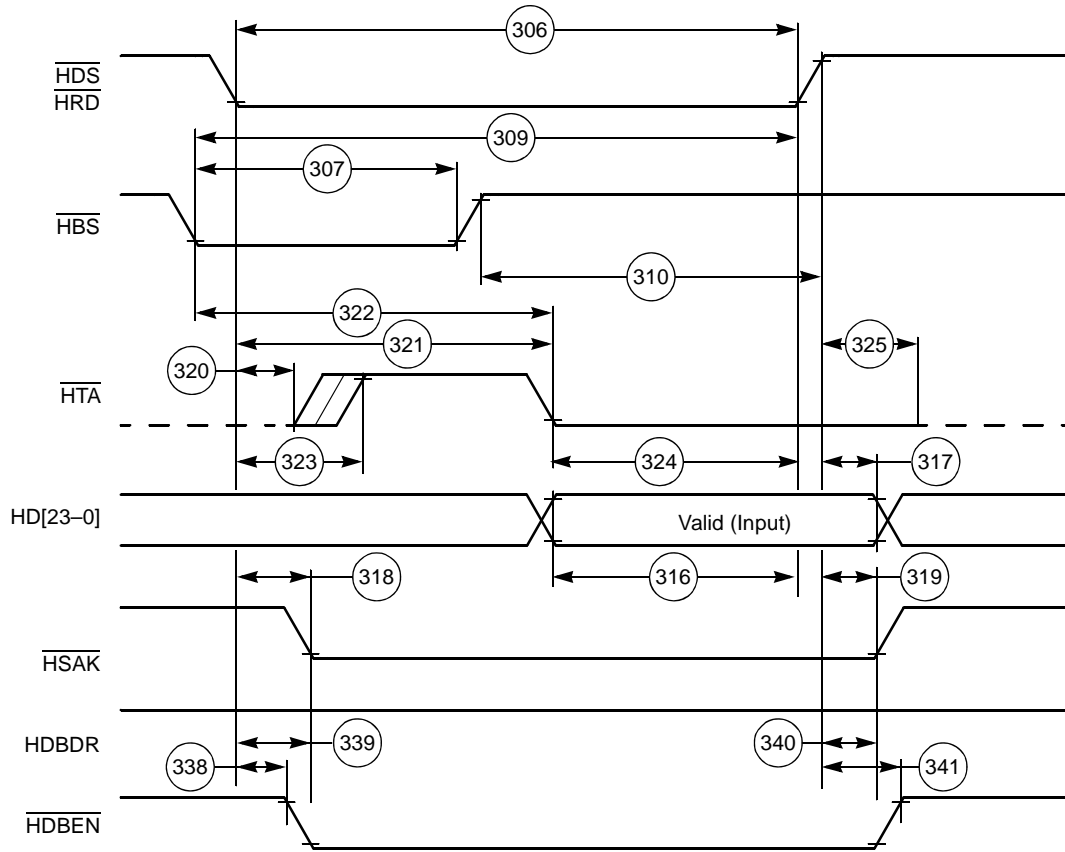 306
HDS
HRD
309
307
HBS
310
322
321
325
320
HTA
323
324
317
HD[23–0]
Valid (Input)
318
316
319
HSAK
HDBDR
339
340
338
341
HDBEN